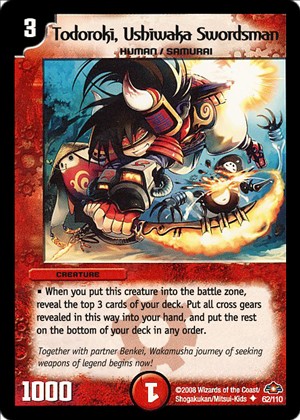 3
Todoroki, Ushiwaka Swordsman
HUMAN / SAMURAI
CREATURE
▪ When you put this creature into the battle zone,
reveal the top 3 cards of your deck. Put all cross gears
revealed in this way into your hand, and put the rest
on the bottom of your deck in any order.
Together with partner Benkei, Wakamusha journey of seeking
weapons of legend begins now!
1000
1
©2008 Wizards of the Coast/
Shogakukan/Mitsui-Kids ♦ 62/110